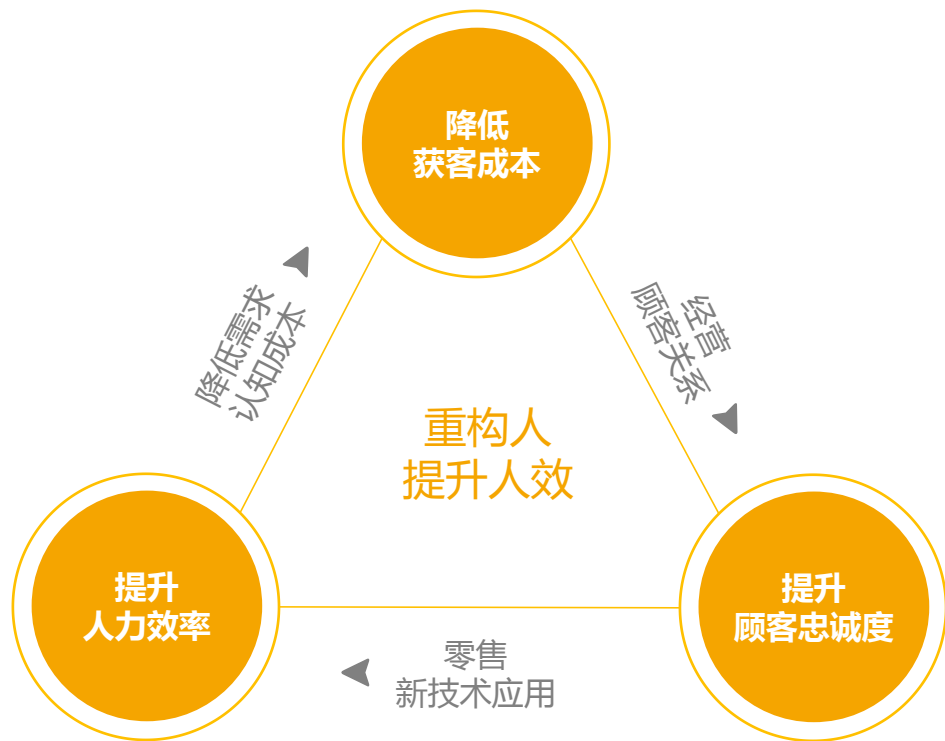 降低
获客成本
降低需求
认知成本
经营
顾客关系
重构人
提升人效
提升
人力效率
提升
顾客忠诚度
零售
新技术应用